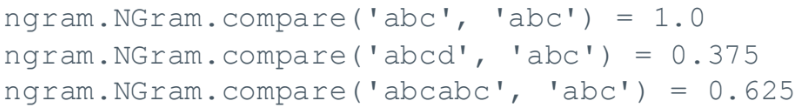 ngram.NGram.compare('abc', 'abc') = 1.0
ngram.NGram.compare('abcd', 'abc') = 0.375
ngram.NGram.compare('abcabc', 'abc') = 0.625